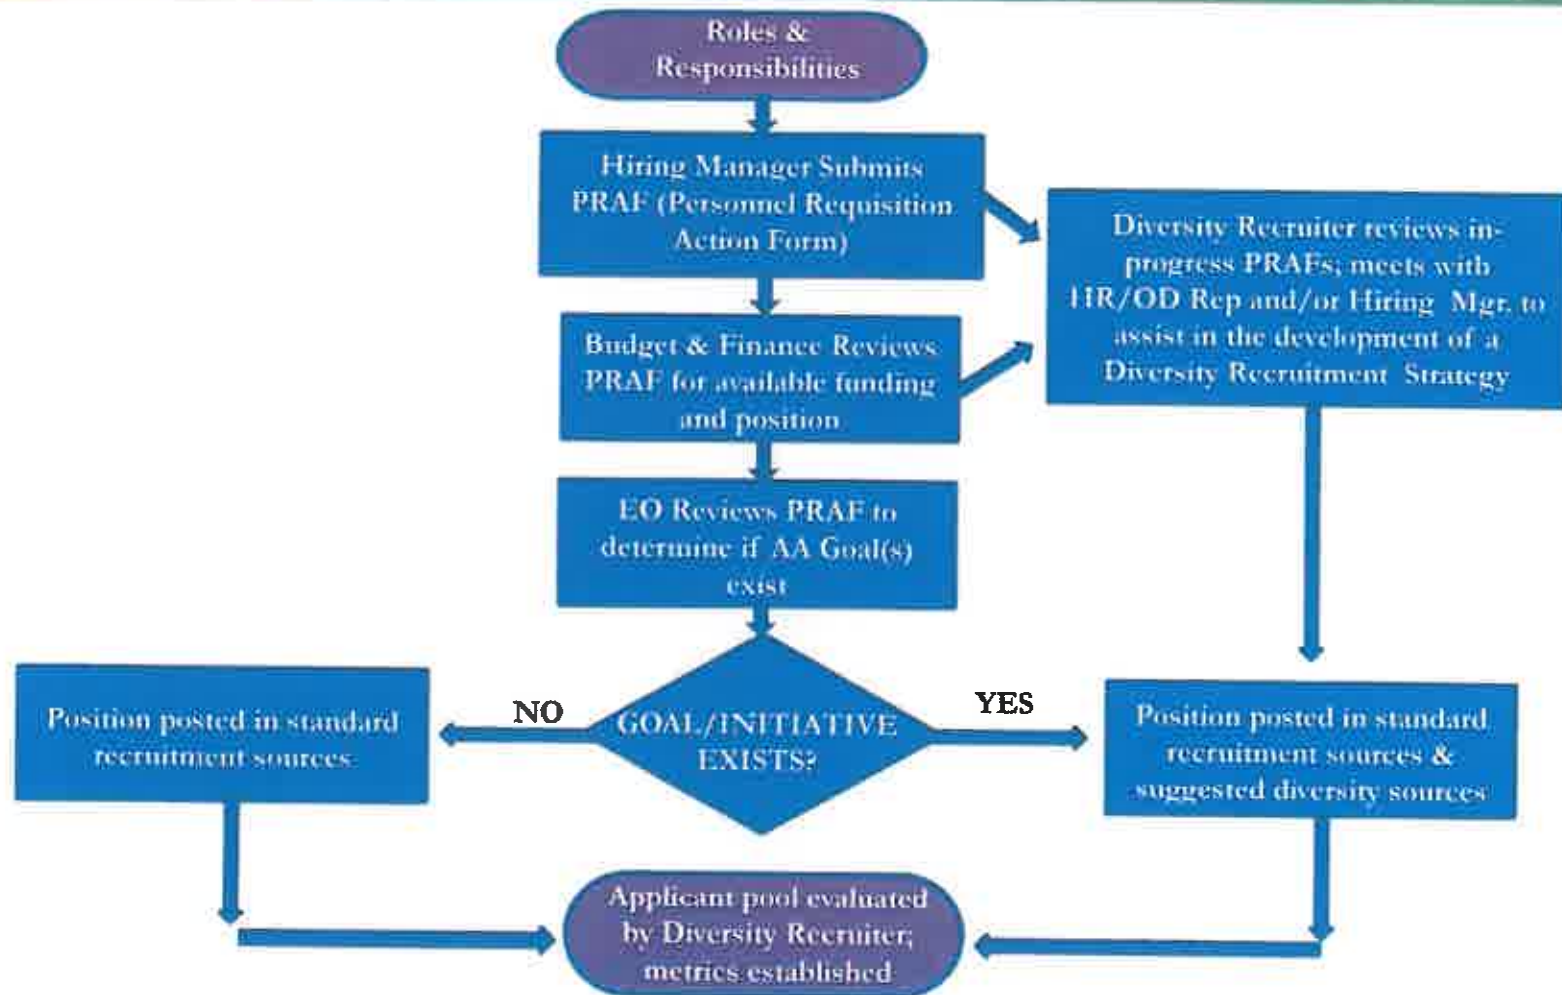 Roles &
Responsibilities
Hiring Manager Submits
PRAF (Personnel Requisition
Action Form)
Diversity Recruiter reviews in-
progress PRAFs; meets with
HR/OD Rep and/or Hiring Mgr. to
assist in the development of a
Diversity Recruitment Strategy
Budget & Finance Reviews
PRAF for available funding
and position
EO Reviews PRAF to
determine if AA Goal(s)
exist
NO
GOAL/INITIATIVE
EXISTS?
YES
Position posted in standard
recruitment sources
Position posted in standard
recruitment sources &
suggested diversity sources
Applicant pool evaluated
by Diversity Recruiter;
metrics established